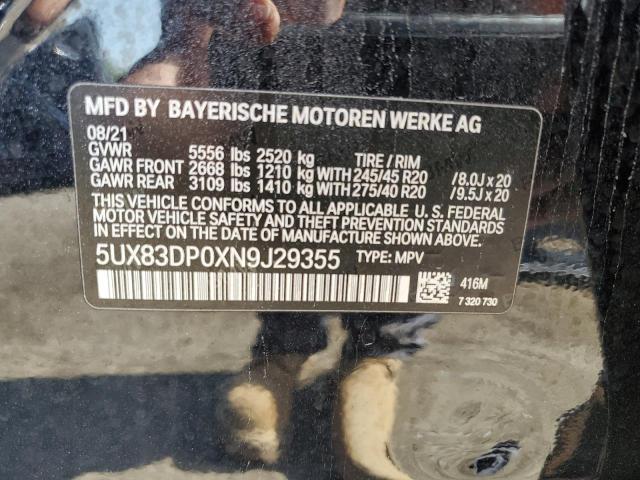 MFD BY BAYERISCHE MOTOREN WERKE AG
08/21
GVWR 5556 lbs 2520 kg TIRE / RIM
GAWR FRONT 2668 lbs 1210 kg WITH 245/45 R20 /8.0J x 20
GAWR REAR 3109 lbs 1410 kg WITH 275/40 R20 /9.5J x 20
THIS VEHICLE CONFORMS TO ALL APPLICABLE U. S. FEDERAL
MOTOR VEHICLE SAFETY AND THEFT PREVENTION STANDARDS
IN EFFECT ON THE DATE OF MANUFACTURE SHOWN ABOVE.
5UX83DP0XN9J29355 TYPE: MPV
416M
7 320 730